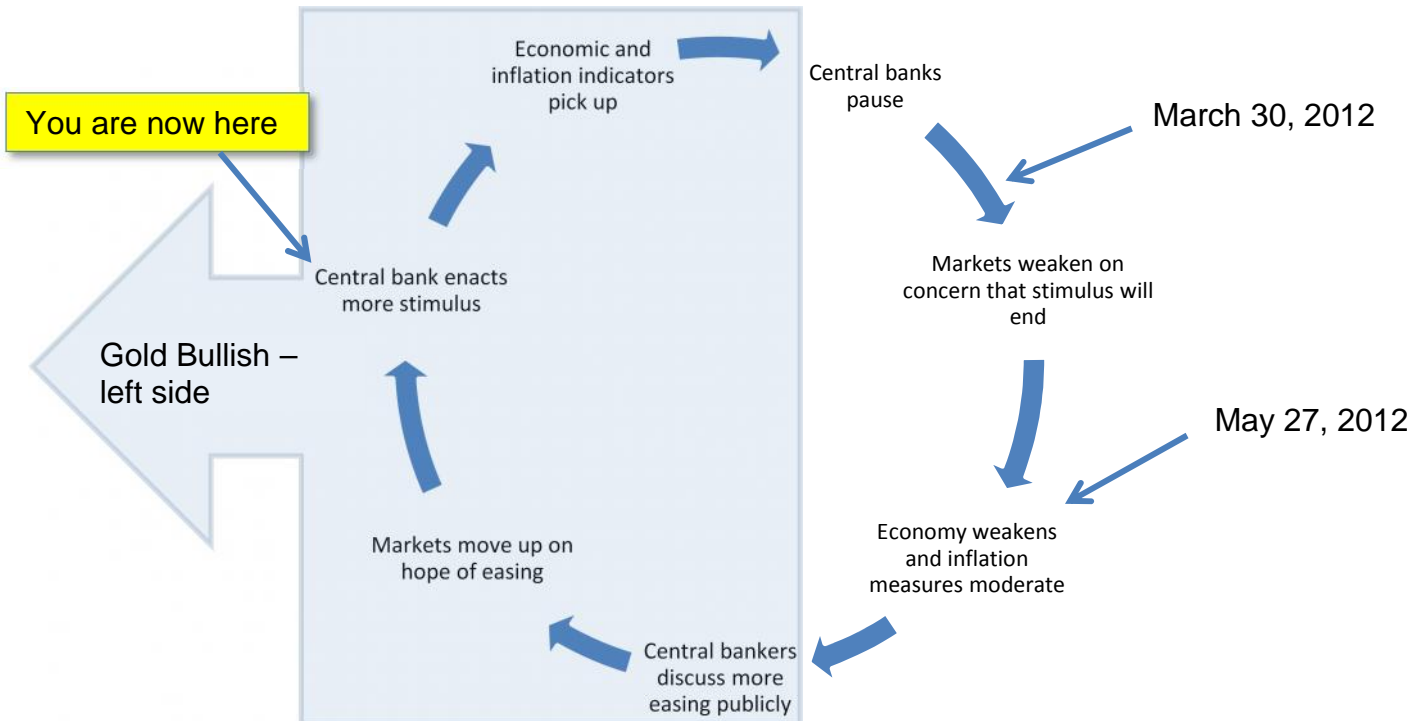 Economic and
inflation indicators
pick up
Central banks
pause
You are now here
March 30, 2012
Central bank enacts
more stimulus
Markets weaken on
concern that stimulus will
end
Gold Bullish –
left side
May 27, 2012
Markets move up on
hope of easing
Economy weakens
and inflation
measures moderate
Central bankers
discuss more
easing publicly